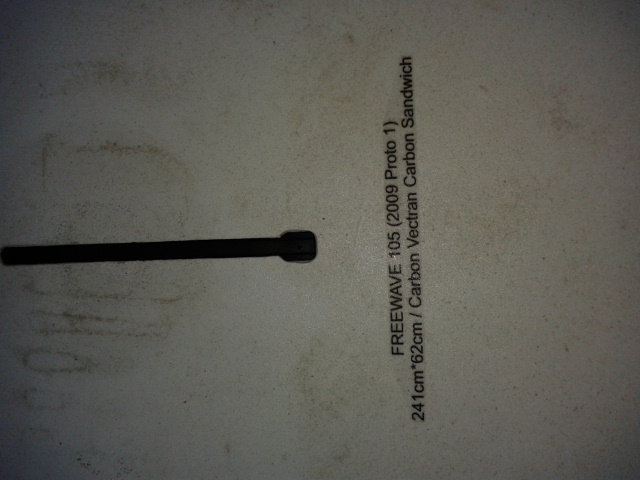 FREEWAVE 105 (2009 Proto 1)
241cm*62cm / Carbon Vectran Carbon Sandwich